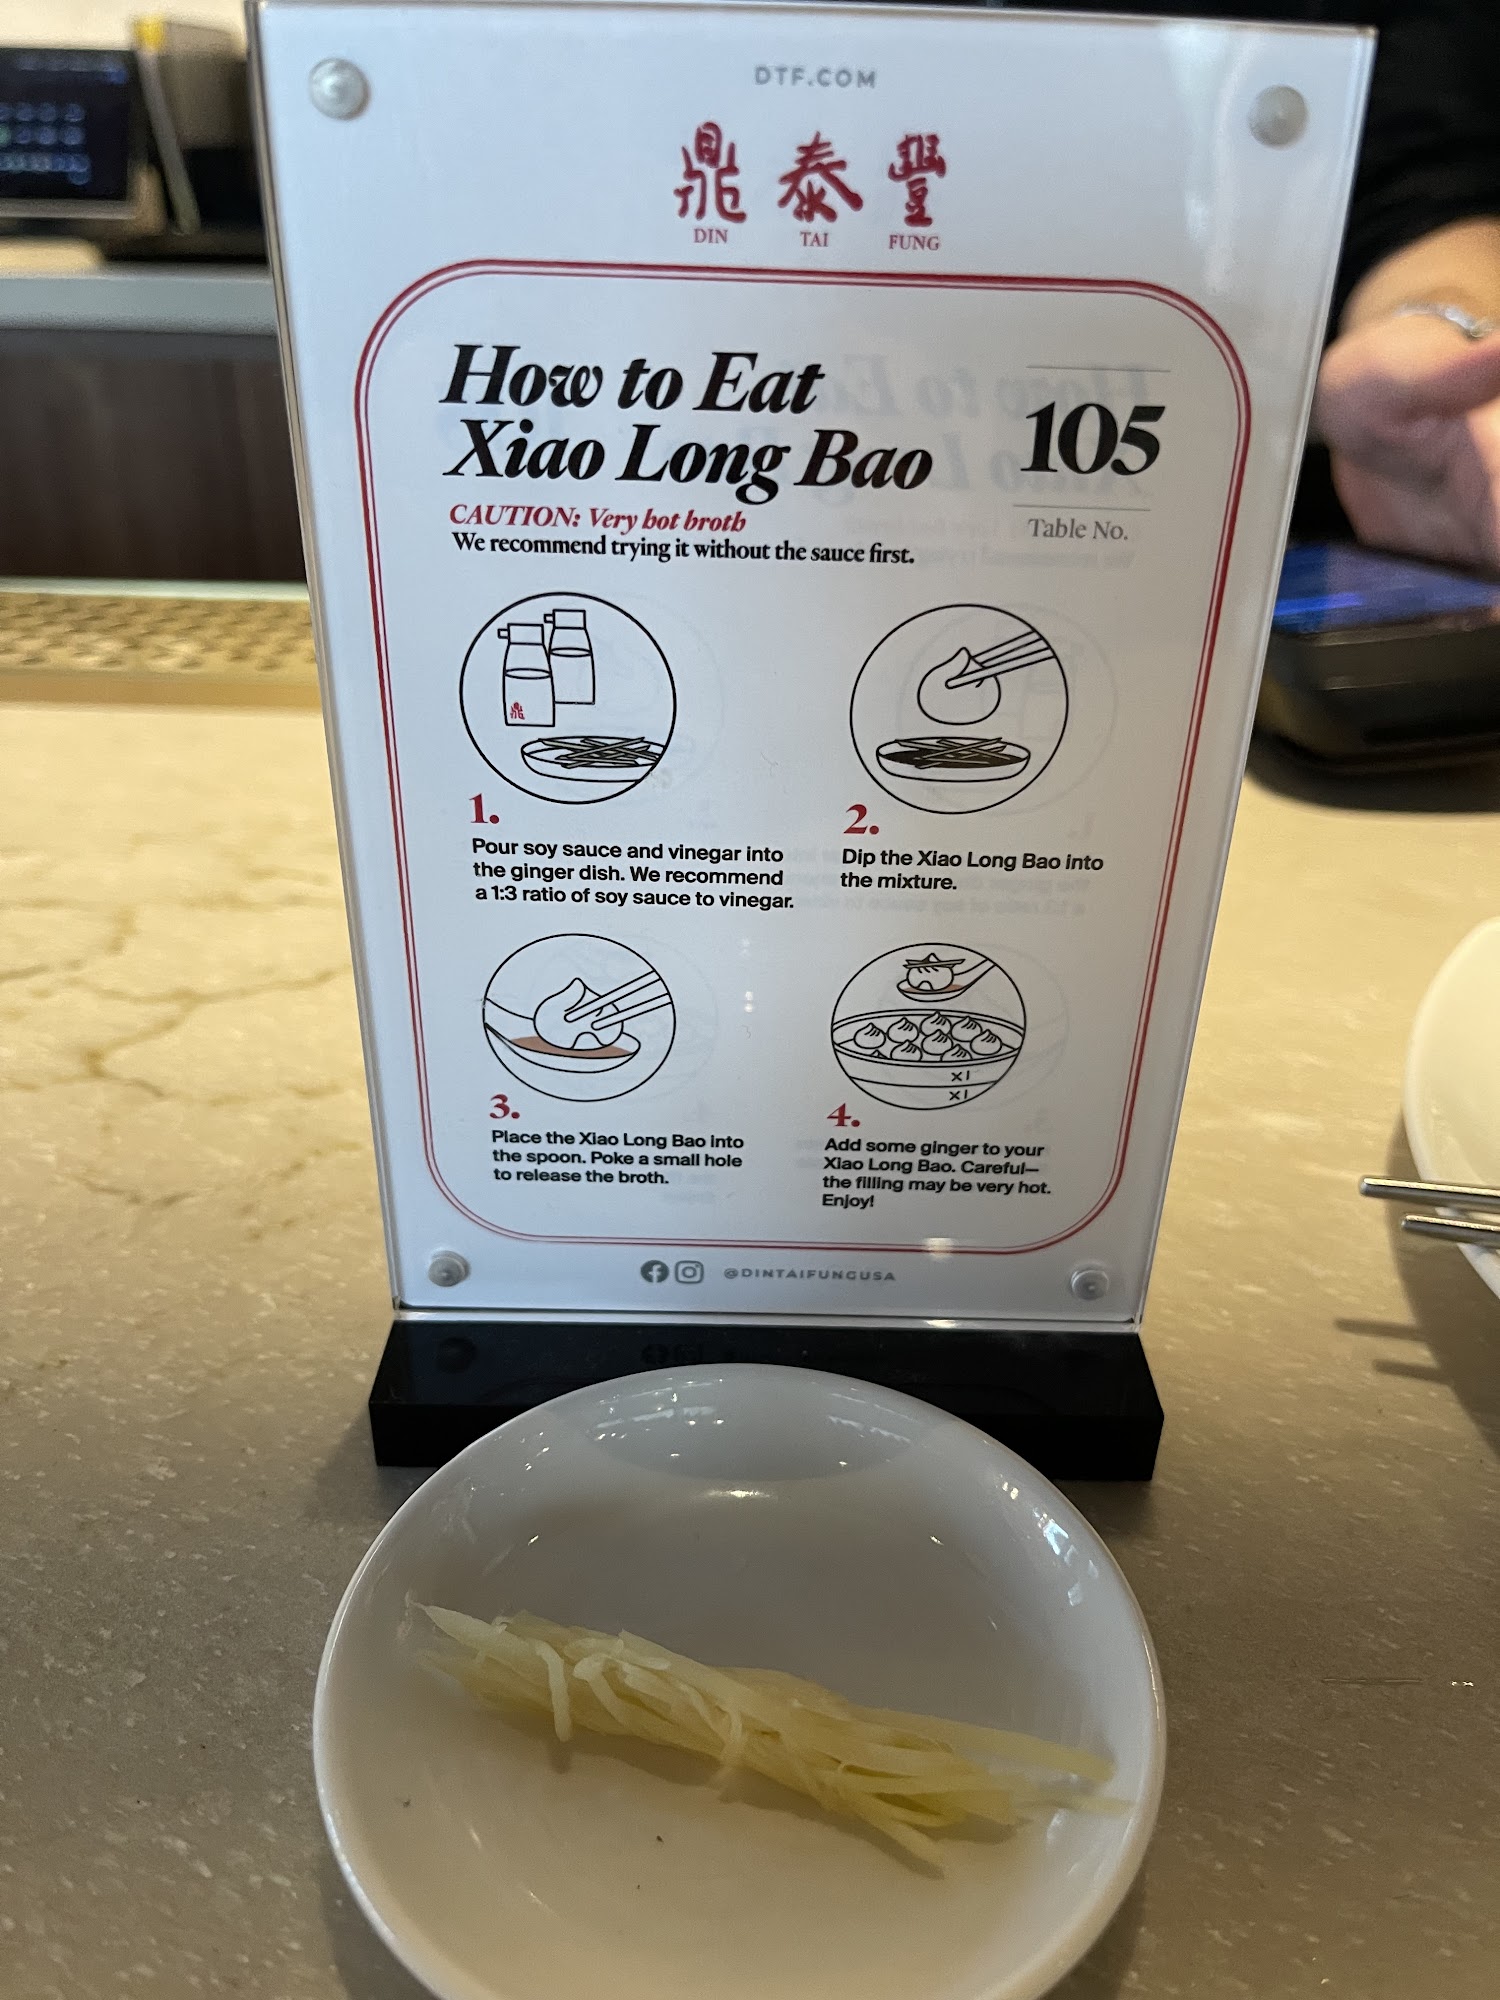 DTF.COM
鼎 泰 豐
DIN TAI FUNG
How to Eat
Xiao Long Bao
CAUTION: Very hot broth
We recommend trying it without the sauce first.
105
Table No.
鼎
1.
Pour soy sauce and vinegar into
the ginger dish. We recommend
a 1:3 ratio of soy sauce to vinegar.
2.
Dip the Xiao Long Bao into
the mixture.
3.
Place the Xiao Long Bao into
the spoon. Poke a small hole
to release the broth.
x1
x1
4.
Add some ginger to your
Xiao Long Bao. Careful—
the filling may be very hot.
Enjoy!
@DINTAIFUNGUSA